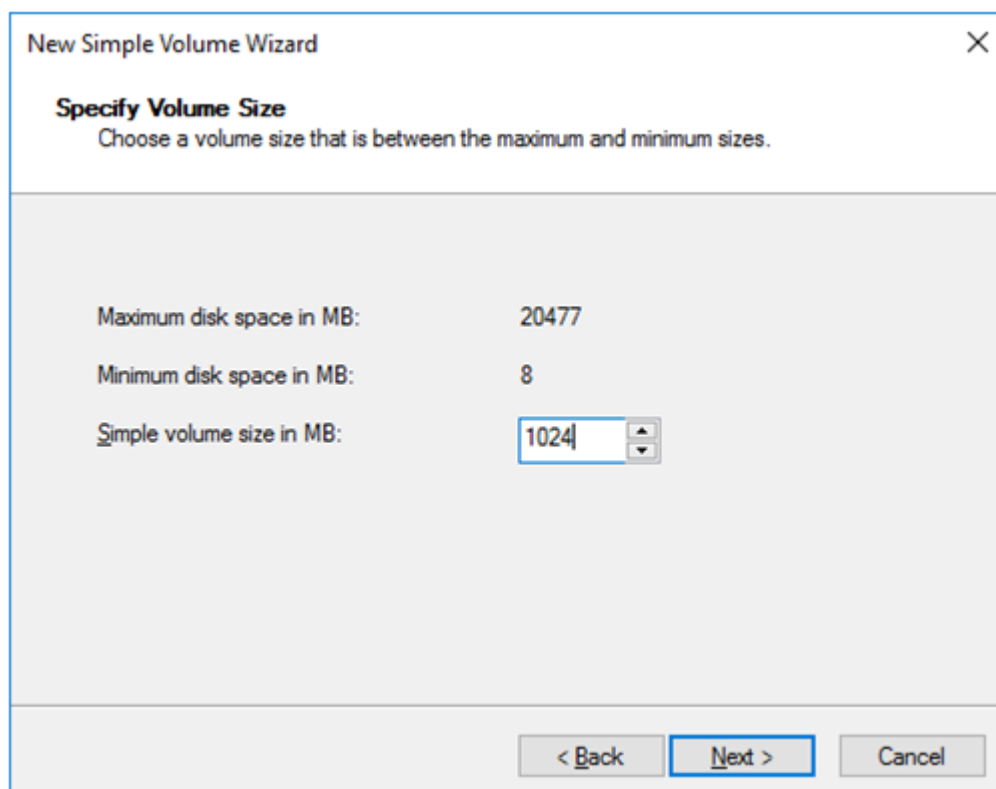 New Simple Volume Wizard
Specify Volume Size
Choose a volume size that is between the maximum and minimum sizes.
Maximum disk space in MB: 20477
Minimum disk space in MB: 8
Simple volume size in MB: 1024
< Back Next > Cancel